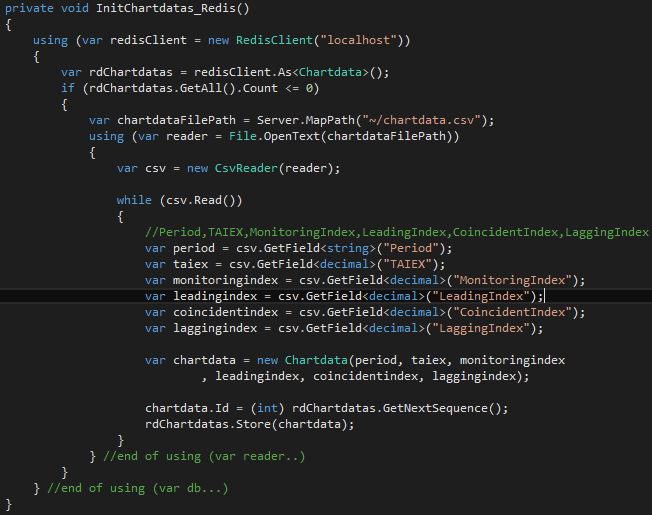 private void InitChartdatas_Redis()
{
    using (var redisClient = new RedisClient("localhost"))
    {
        var rdChartdatas = redisClient.As<Chartdata>();
        if (rdChartdatas.GetAll().Count <= 0)
        {
            var chartdataFilePath = Server.MapPath("~/chartdata.csv");
            using (var reader = File.OpenText(chartdataFilePath))
            {
                var csv = new CsvReader(reader);

                while (csv.Read())
                {
                    //Period,TAIEX,MonitoringIndex,LeadingIndex,CoincidentIndex,LaggingIndex
                    var period = csv.GetField<string>("Period");
                    var taiex = csv.GetField<decimal>("TAIEX");
                    var monitoringindex = csv.GetField<decimal>("MonitoringIndex");
                    var leadingindex = csv.GetField<decimal>("LeadingIndex");
                    var coincidentindex = csv.GetField<decimal>("CoincidentIndex");
                    var laggingindex = csv.GetField<decimal>("LaggingIndex");

                    var chartdata = new Chartdata(period, taiex, monitoringindex
                            , leadingindex, coincidentindex, laggingindex);

                    chartdata.Id = (int) rdChartdatas.GetNextSequence();
                    rdChartdatas.Store(chartdata);
                }
            } //end of using (var reader..)
        }
    } //end of using (var db...)
}